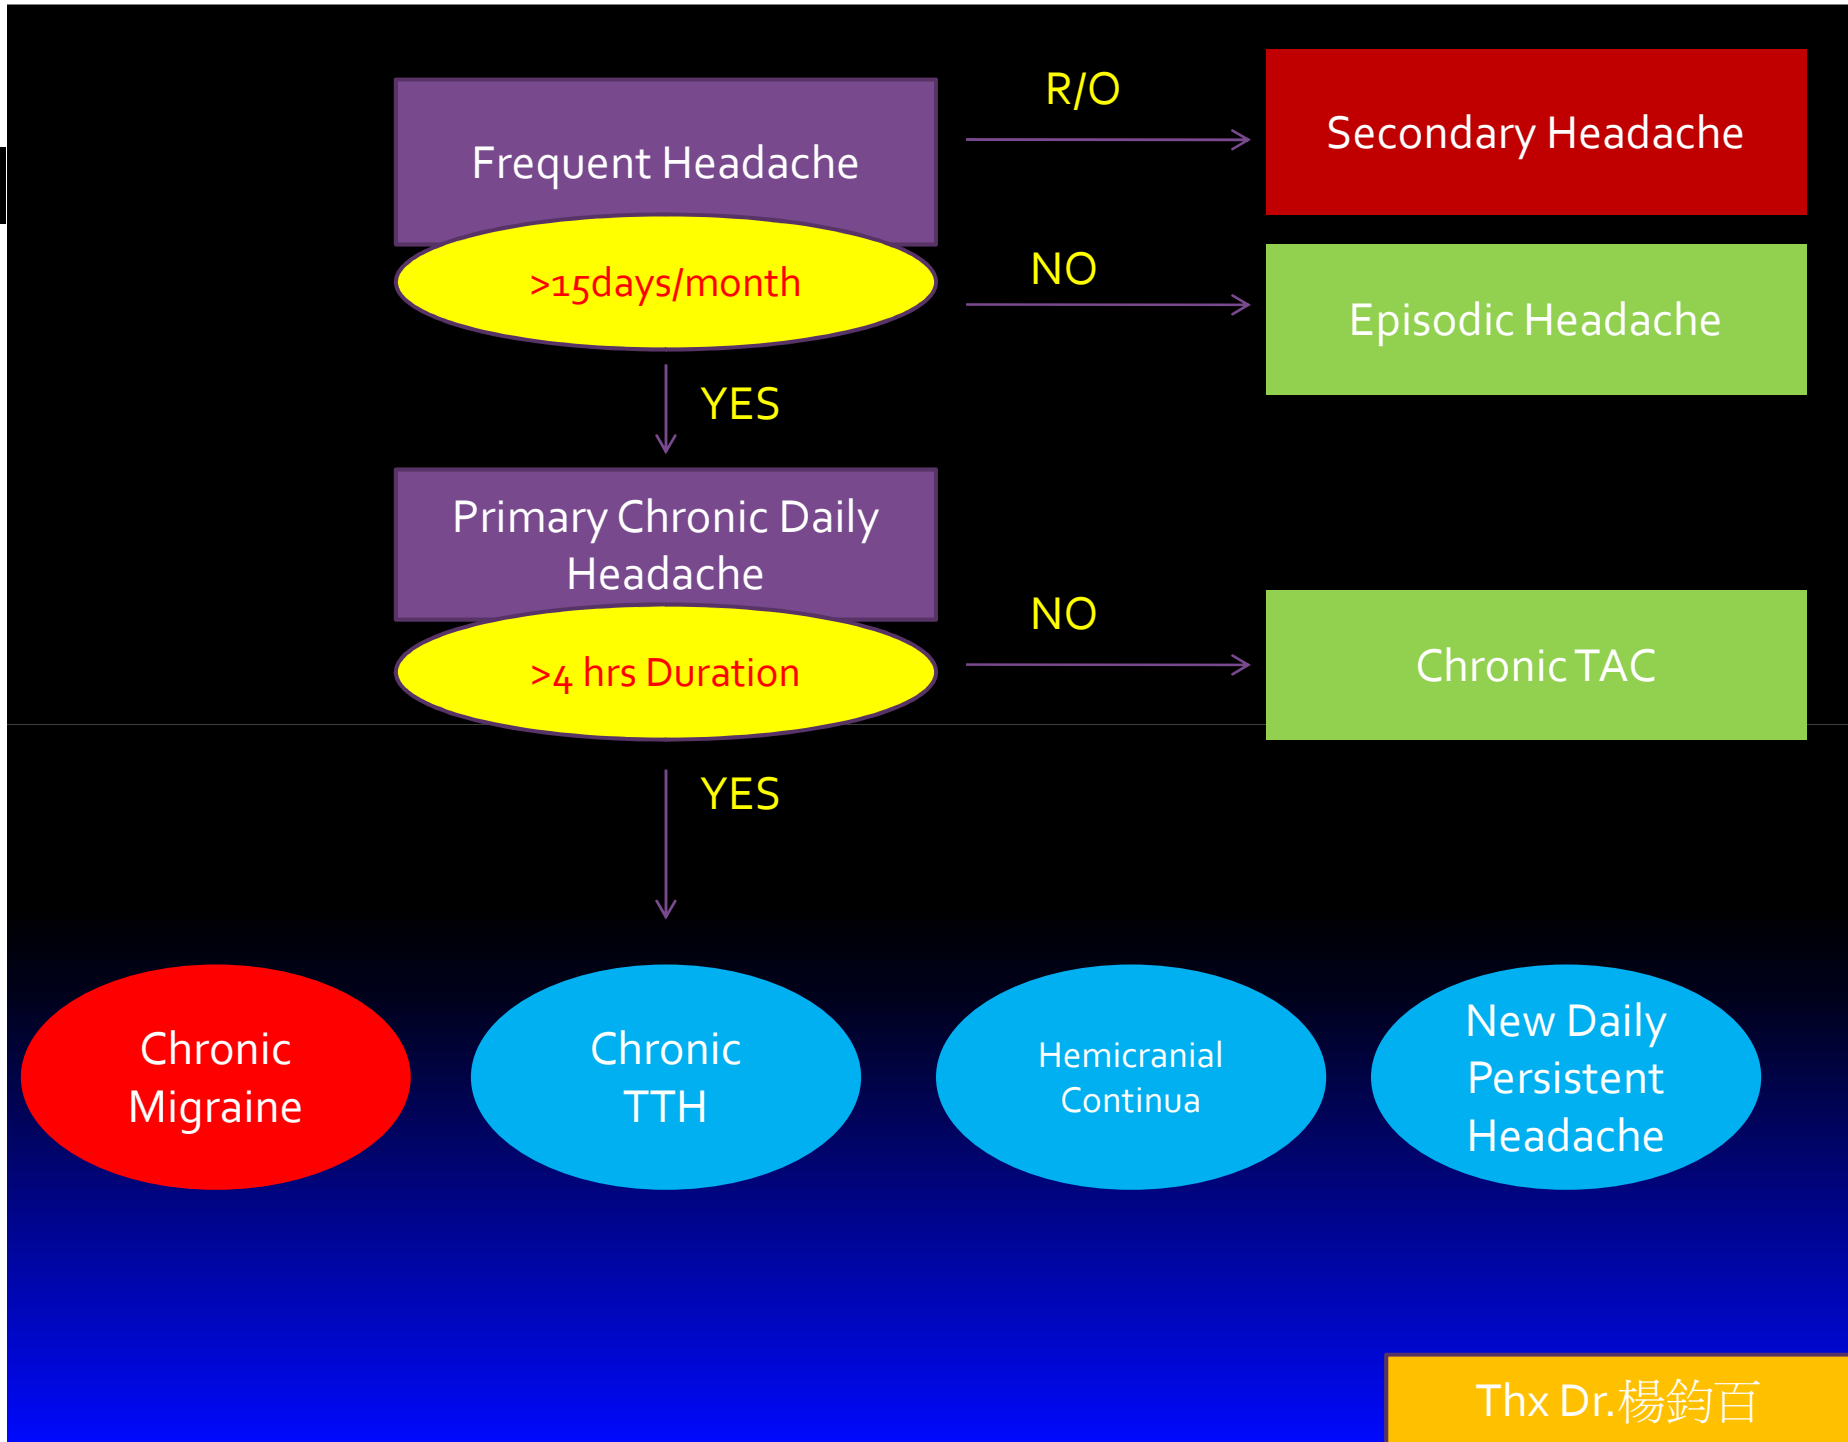 Frequent Headache
>15days/month
R/O
Secondary Headache
NO
Episodic Headache
YES
Primary Chronic Daily
Headache
>4 hrs Duration
NO
Chronic TAC
YES
Chronic
Migraine
Chronic
TTH
Hemicranial
Continua
New Daily
Persistent
Headache
Thx Dr.楊鈞百